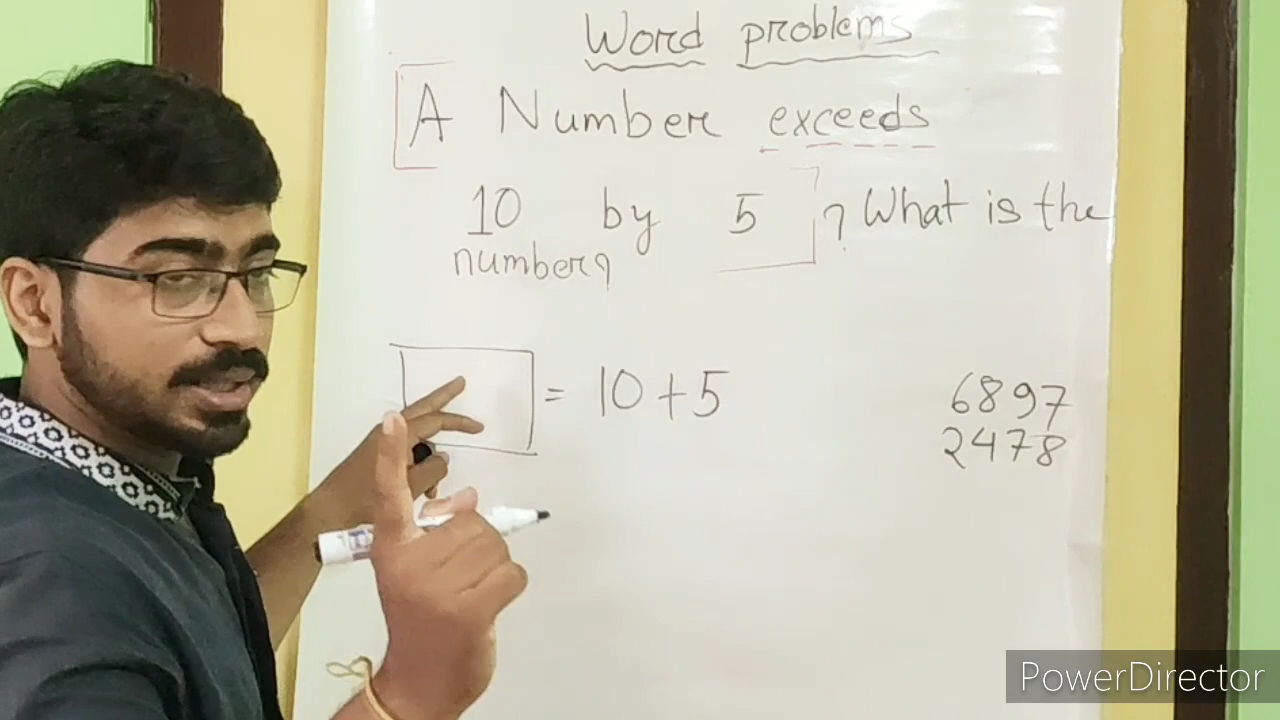 Word problems
A Number exceeds
10 by 5 ? What is the
number?
= 10 + 5
6897
2478
PowerDirector